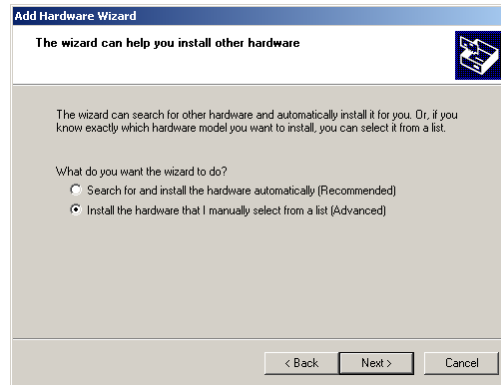 Add Hardware Wizard
The wizard can help you install other hardware
The wizard can search for other hardware and automatically install it for you. Or, if you
know exactly which hardware model you want to install, you can select it from a list.
What do you want the wizard to do?
Search for and install the hardware automatically (Recommended)
Install the hardware that I manually select from a list (Advanced)
< Back Next > Cancel